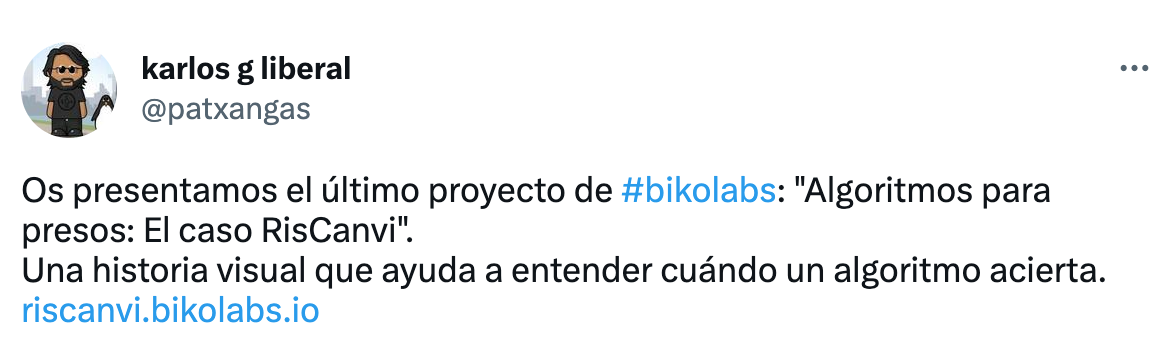 karlos g liberal
@patxangas
Os presentamos el último proyecto de #bikolabs: "Algoritmos para
presos: El caso RisCanvi".
Una historia visual que ayuda a entender cuándo un algoritmo acierta.
riscanvi.bikolabs.io